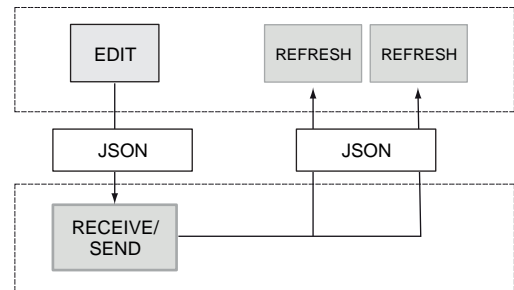 EDIT
REFRESH
REFRESH
JSON
JSON
RECEIVE/
SEND